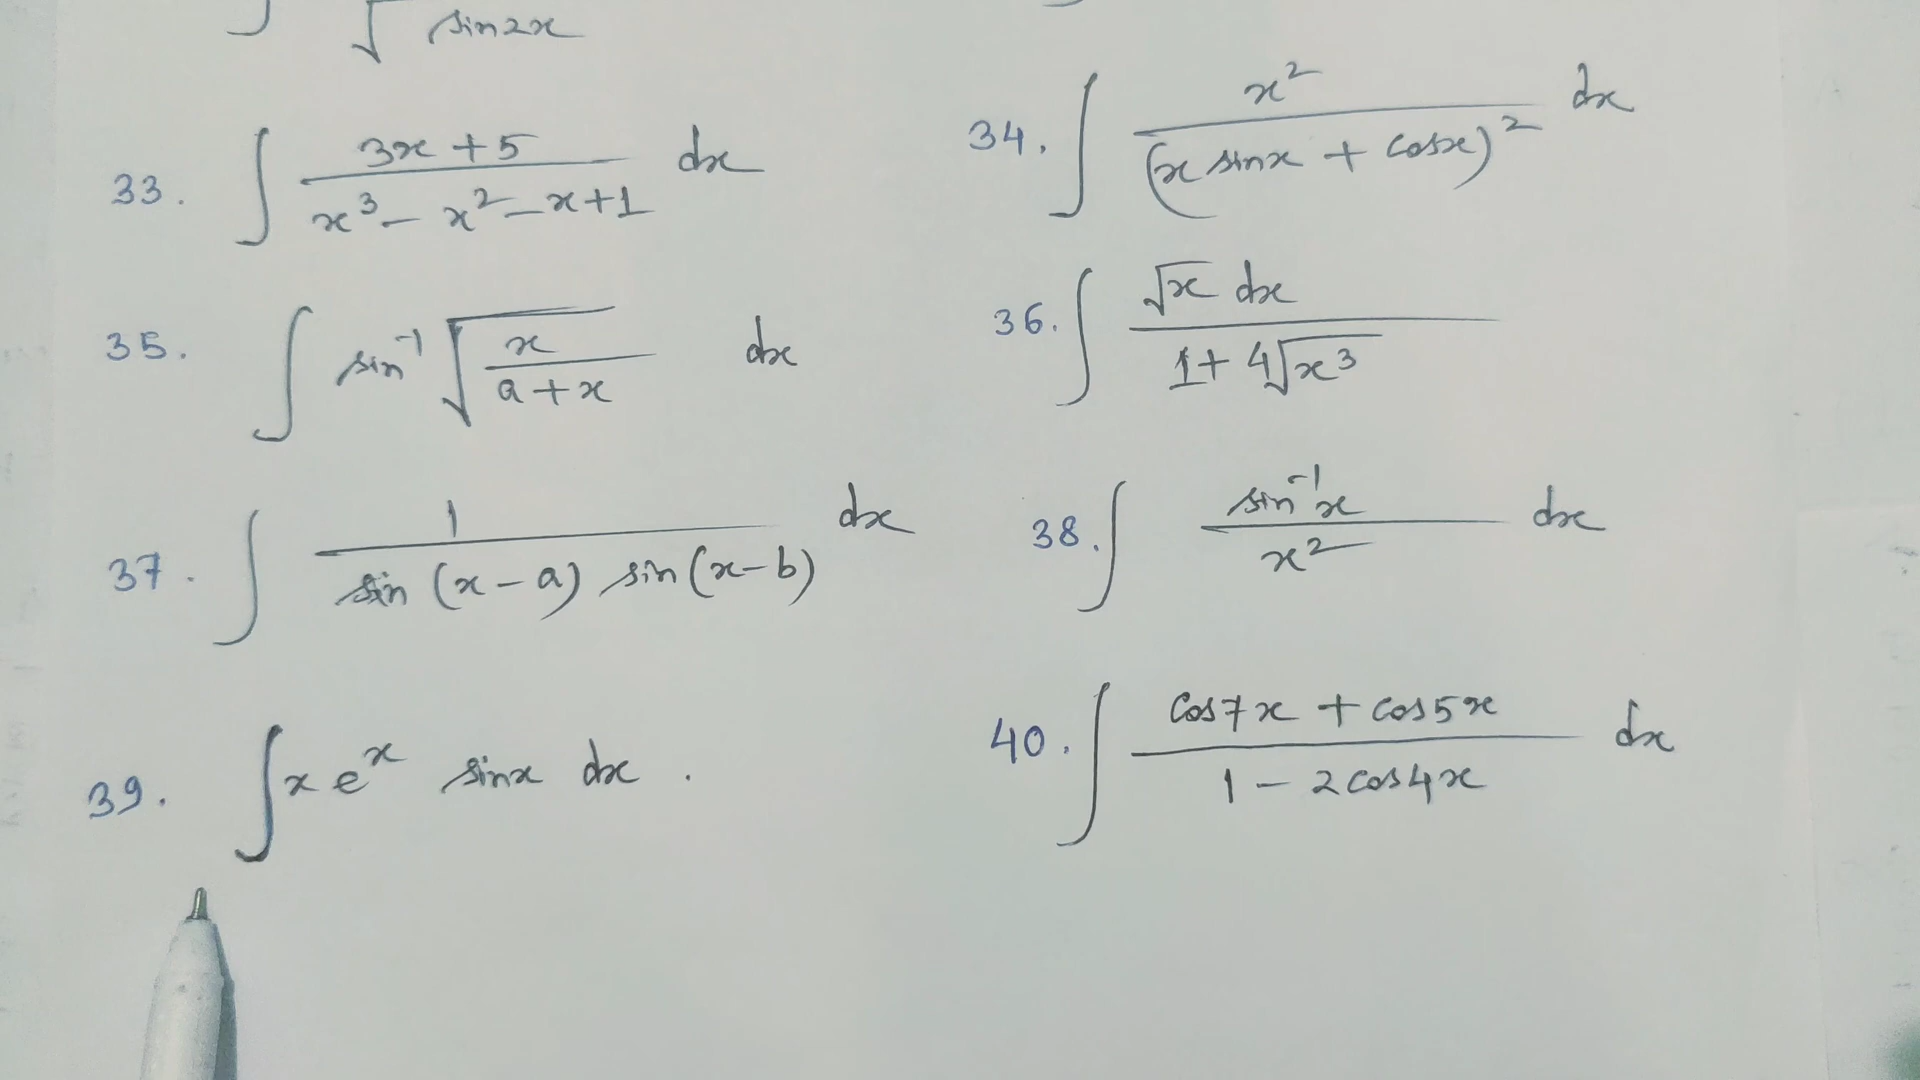 √sin2x
33. ∫ (3x + 5)/(x³ − x² − x + 1) dx
34. ∫ x²/(x sinx + cosx)² dx
35. ∫ sin⁻¹ √(x/(a + x)) dx
36. ∫ √x dx/(1 + ⁴√x³)
37. ∫ 1/(sin (x − a) sin (x − b)) dx
38. ∫ sin⁻¹x/x² dx
39. ∫ x eˣ sinx dx .
40. ∫ (cos7x + cos5x)/(1 − 2cos4x) dx